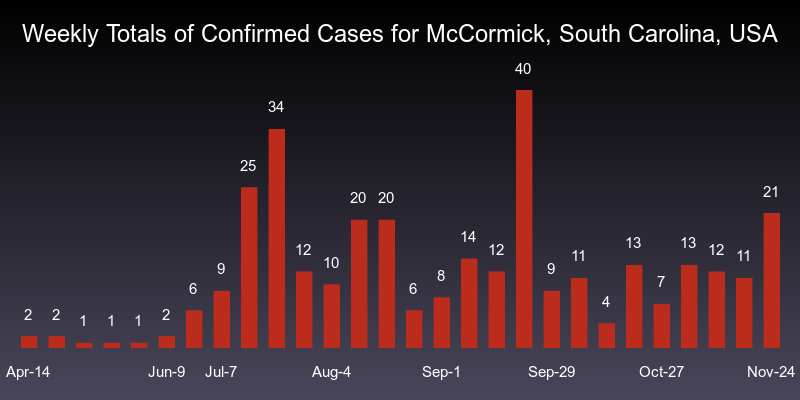 Weekly Totals of Confirmed Cases for McCormick, South Carolina, USA
2 2 1 1 1 2 6 9 25 34 12 10 20 20 6 8 14 12 40 9 11 4 13 7 13 12 11 21
Apr-14 Jun-9 Jul-7 Aug-4 Sep-1 Sep-29 Oct-27 Nov-24